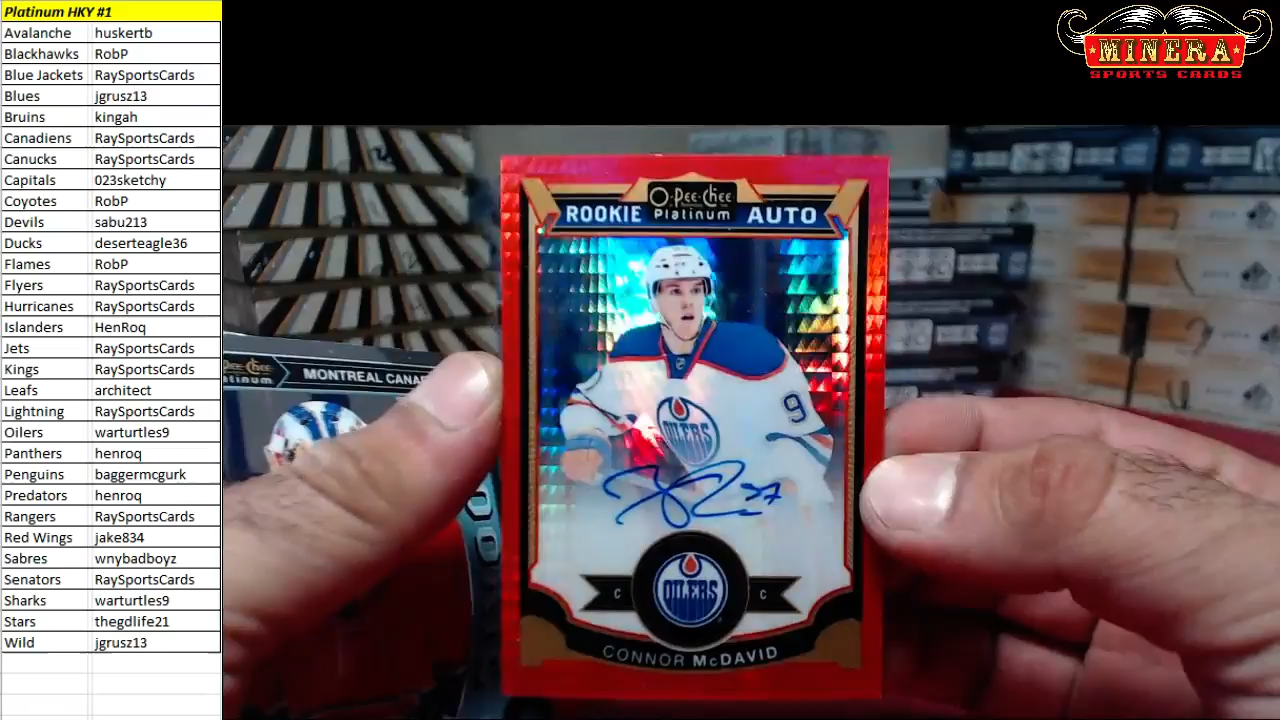 Platinum HKY #1
Avalanche huskertb
Blackhawks RobP
Blue Jackets RaySportsCards
Blues jgrusz13
Bruins kingah
Canadiens RaySportsCards
Canucks RaySportsCards
Capitals 023sketchy
Coyotes RobP
Devils sabu213
Ducks deserteagle36
Flames RobP
Flyers RaySportsCards
Hurricanes RaySportsCards
Islanders HenRoq
Jets RaySportsCards
Kings RaySportsCards
Leafs architect
Lightning RaySportsCards
Oilers warturtles9
Panthers henroq
Penguins baggermcgurk
Predators henroq
Rangers RaySportsCards
Red Wings jake834
Sabres wnybadboyz
Senators RaySportsCards
Sharks warturtles9
Stars thegdlife21
Wild jgrusz13
MINERA
SPORTS CARDS
O-Pee-Chee
ROOKIE Platinum AUTO
MONTREAL
9
OILERS
C OILERS C
CONNOR McDAVID